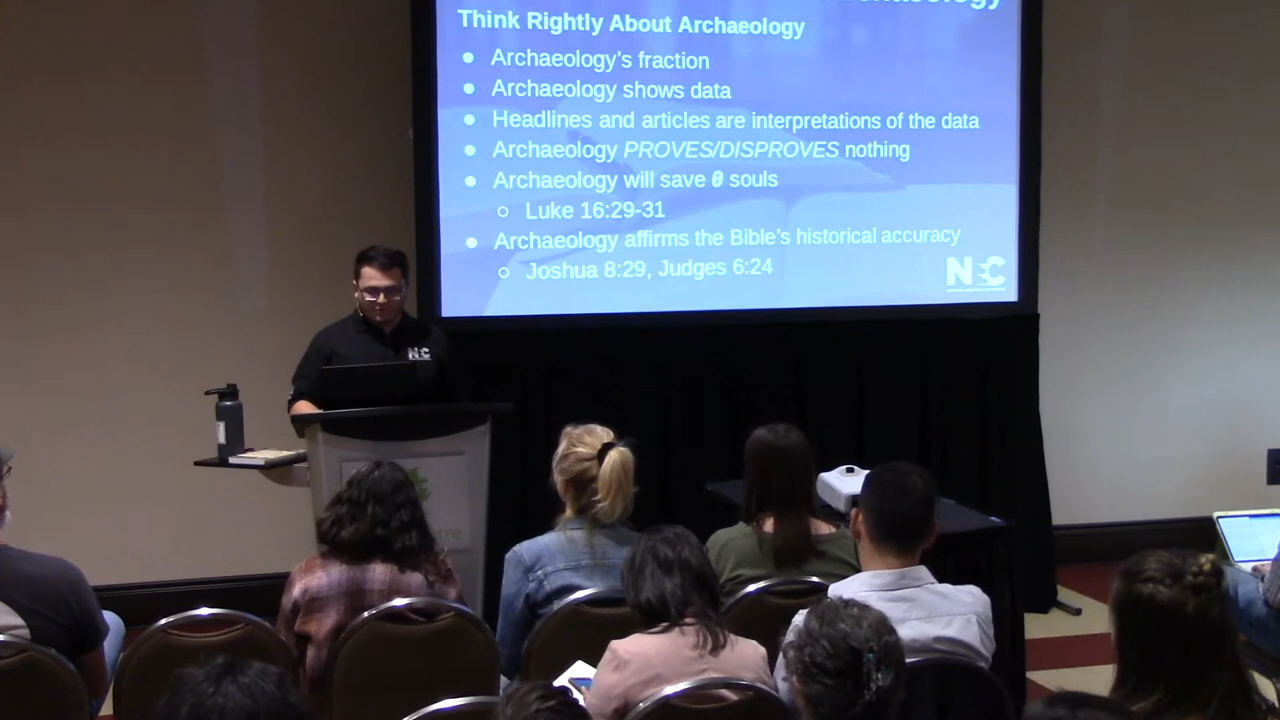 Think Rightly About Archaeology
● Archaeology's fraction
● Archaeology shows data
● Headlines and articles are interpretations of the data
● Archaeology PROVES/DISPROVES nothing
● Archaeology will save 0 souls
○ Luke 16:29-31
● Archaeology affirms the Bible's historical accuracy
○ Joshua 8:29, Judges 6:24
NEC
NEC